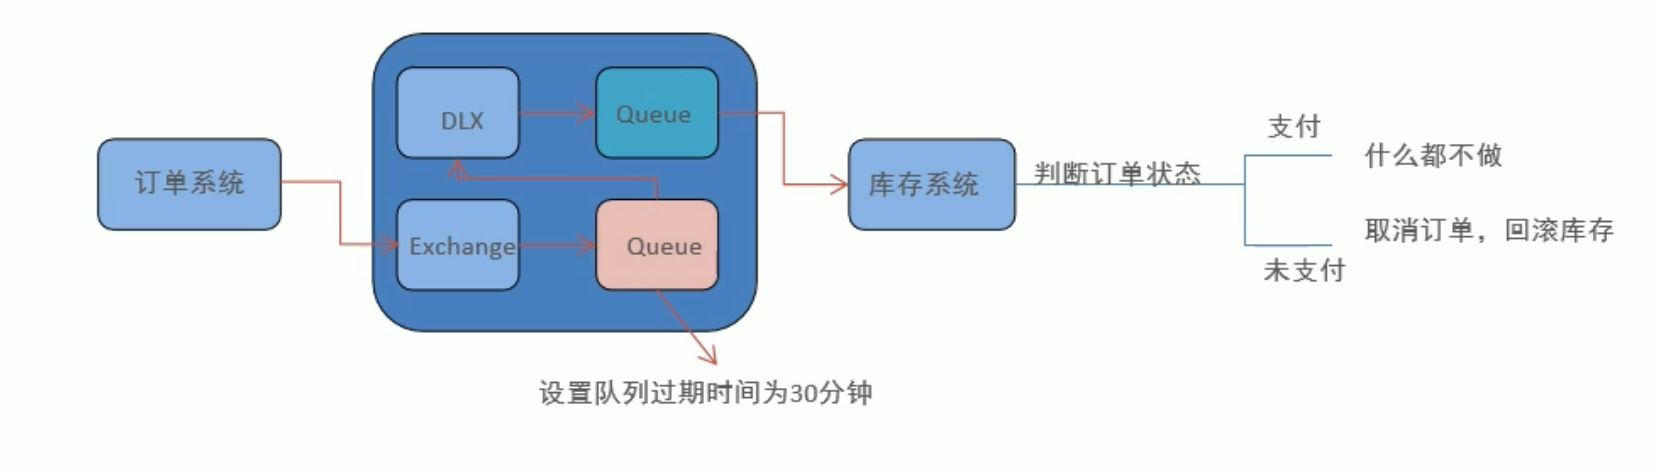 订单系统
DLX
Queue
Exchange
Queue
设置队列过期时间为30分钟
库存系统
判断订单状态
支付
什么都不做
取消订单，回滚库存
未支付